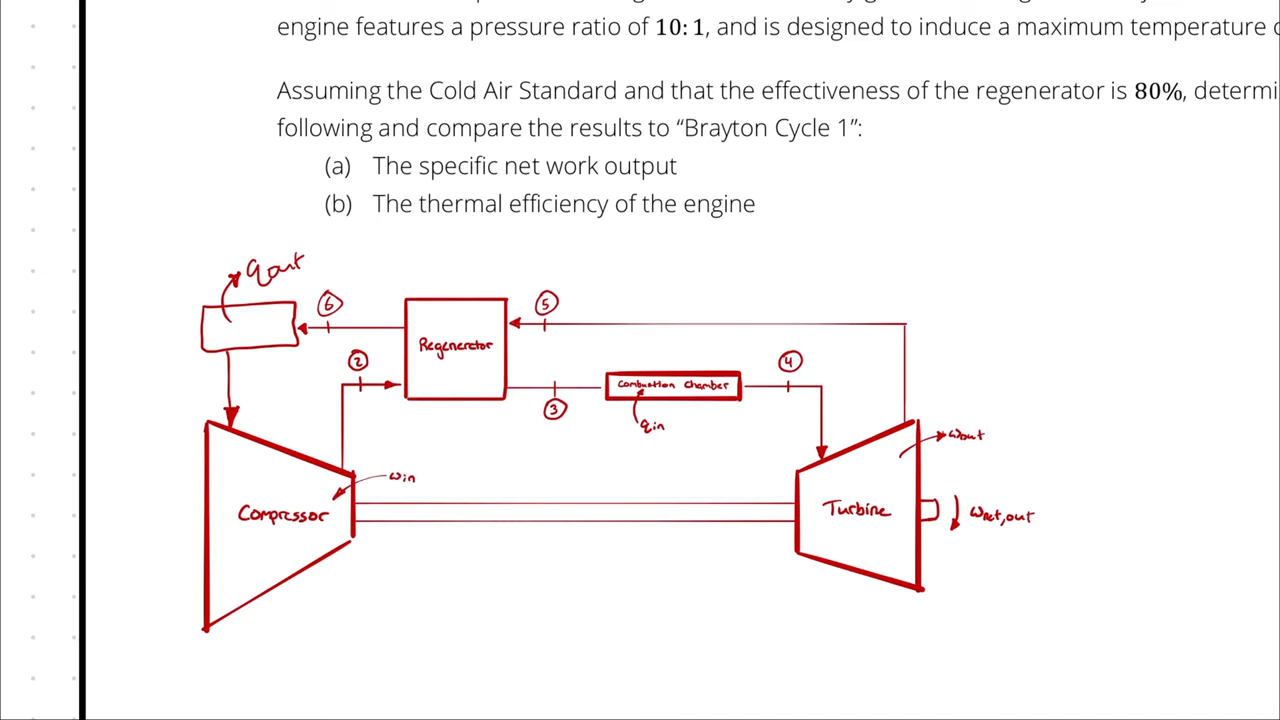 engine features a pressure ratio of 10: 1, and is designed to induce a maximum temperature
Assuming the Cold Air Standard and that the effectiveness of the regenerator is 80%, determi
following and compare the results to “Brayton Cycle 1”:
(a) The specific net work output
(b) The thermal efficiency of the engine
qout
6
5
Regenerator
2
4
Combustion Chamber
3
qin
wout
win
Compressor
Turbine
wnet,out